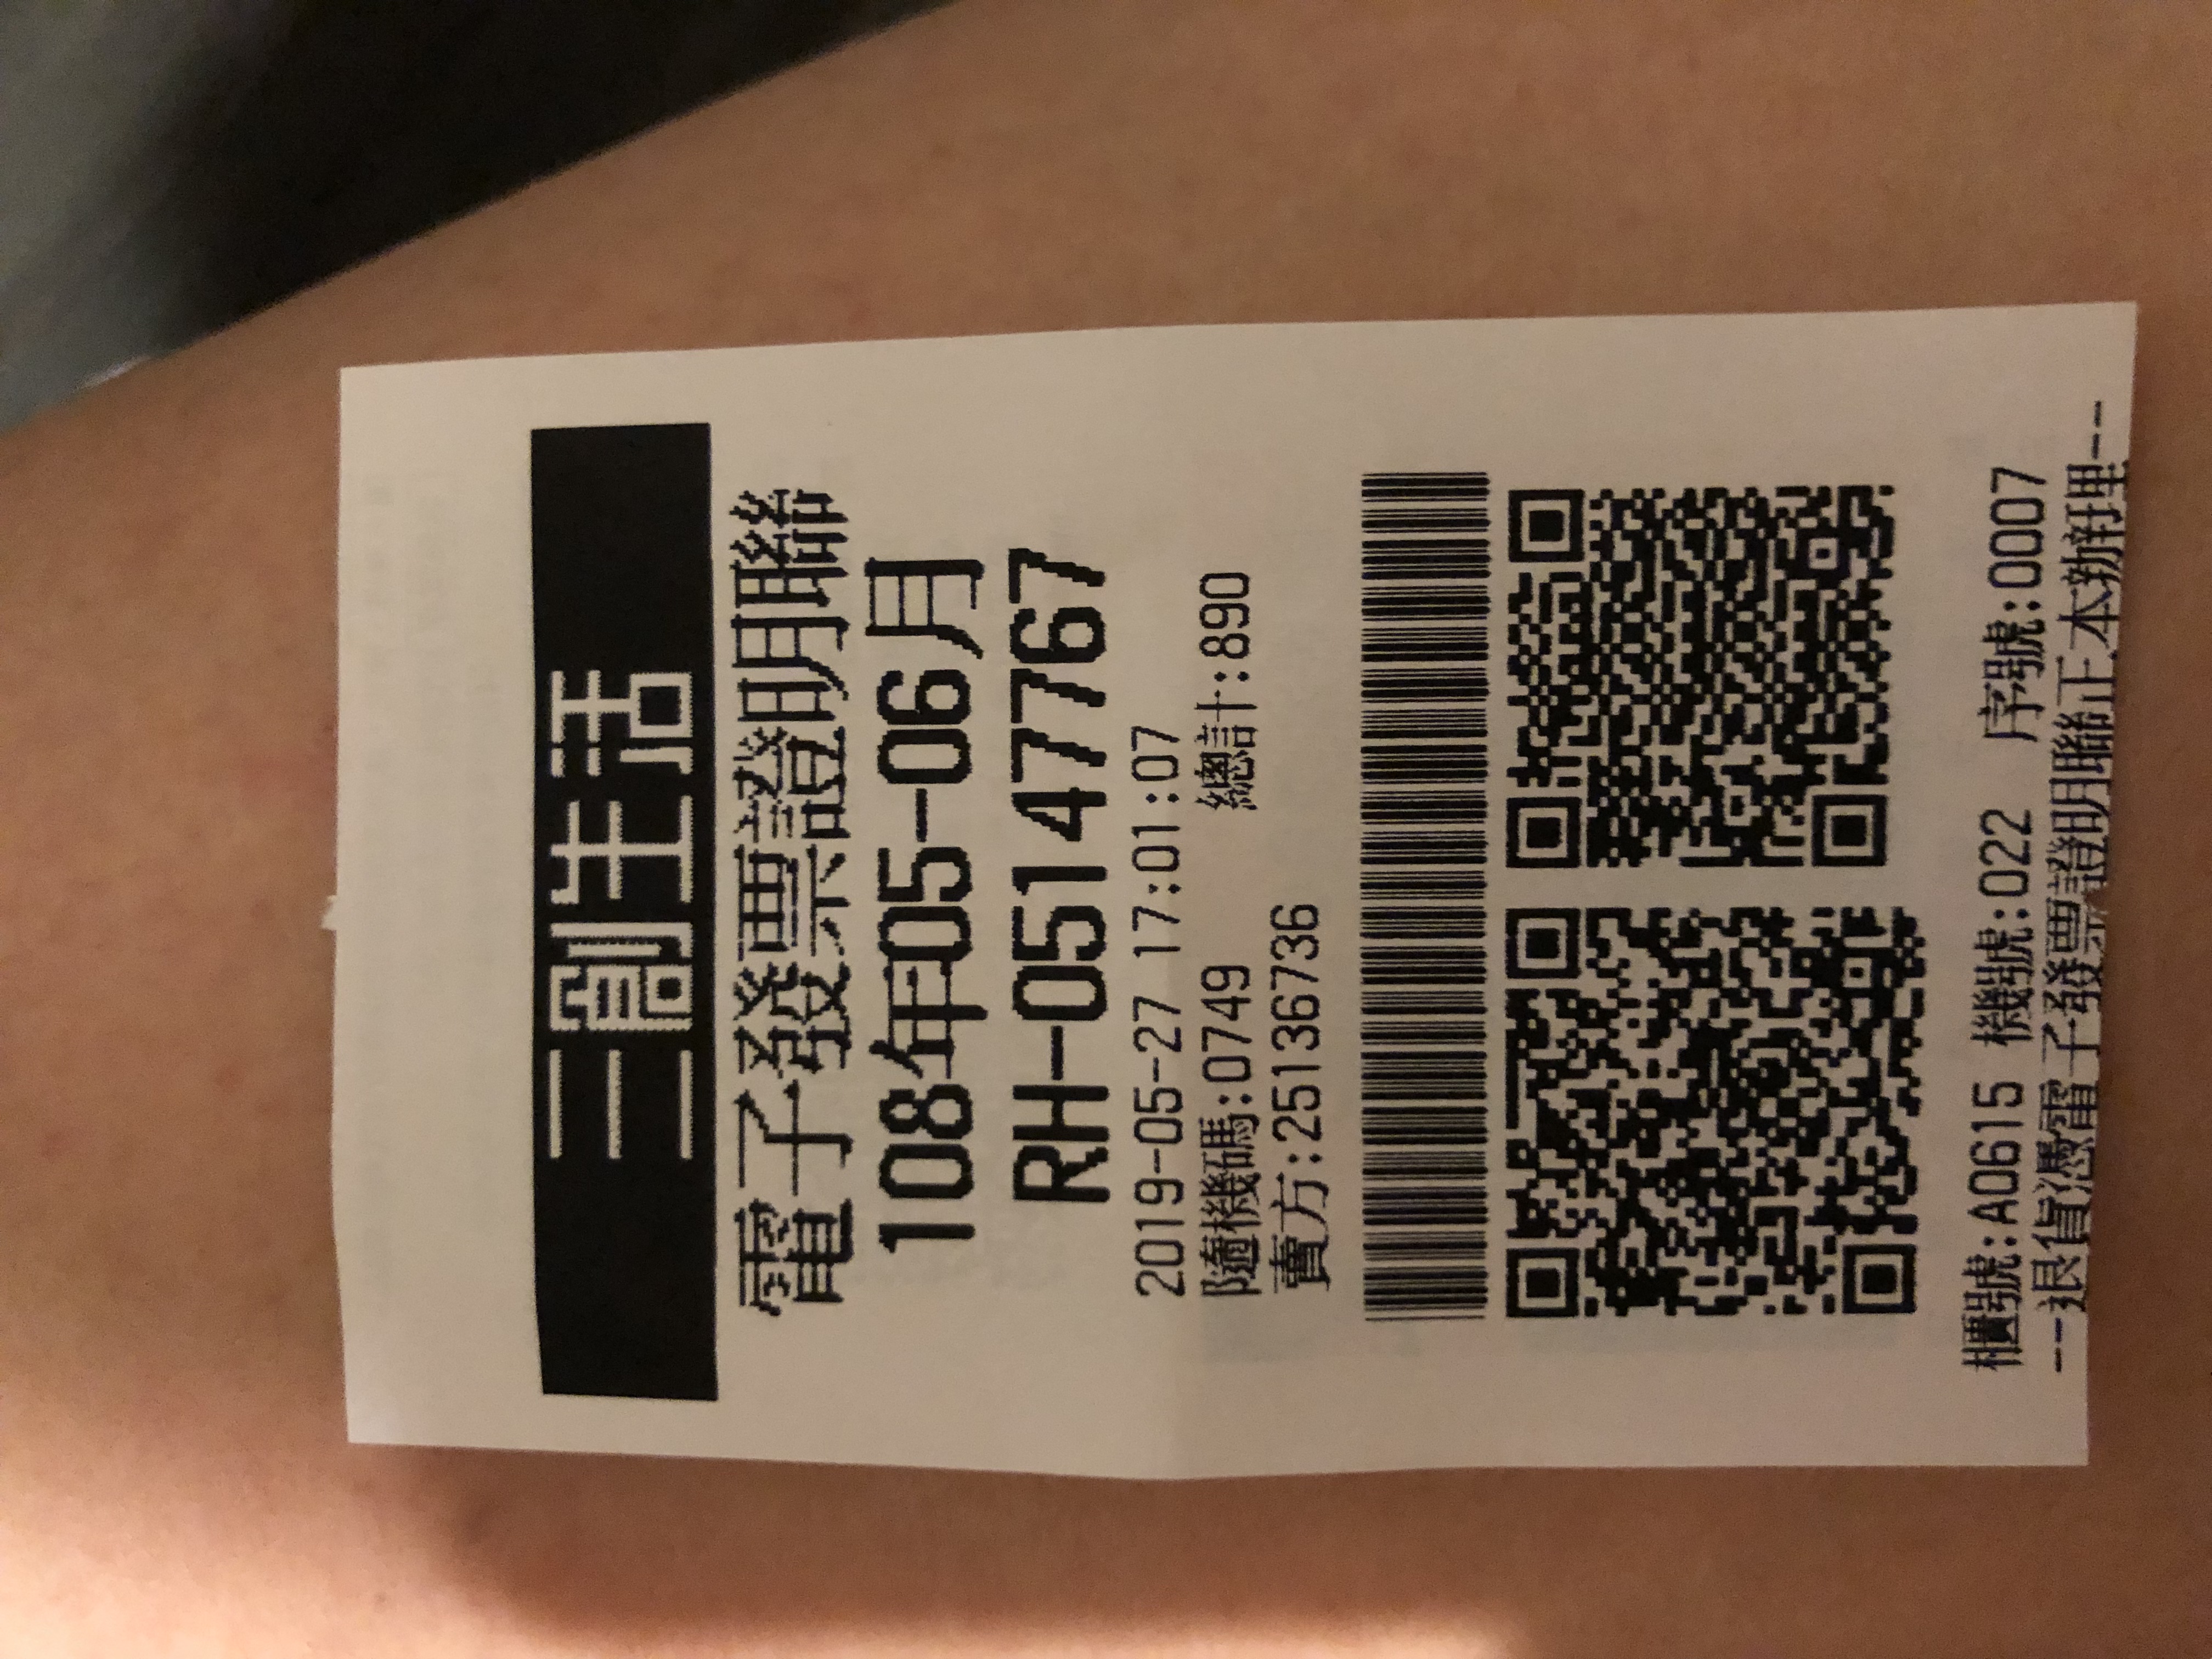 三創生活
電子發票證明聯
108年05-06月
RH-05147767
2019-05-27 17:01:07
隨機碼:0749 總計:890
賣方:25136736
櫃號:A0615 機號:022 序號:0007
--退貨憑電子發票證明聯正本辦理--